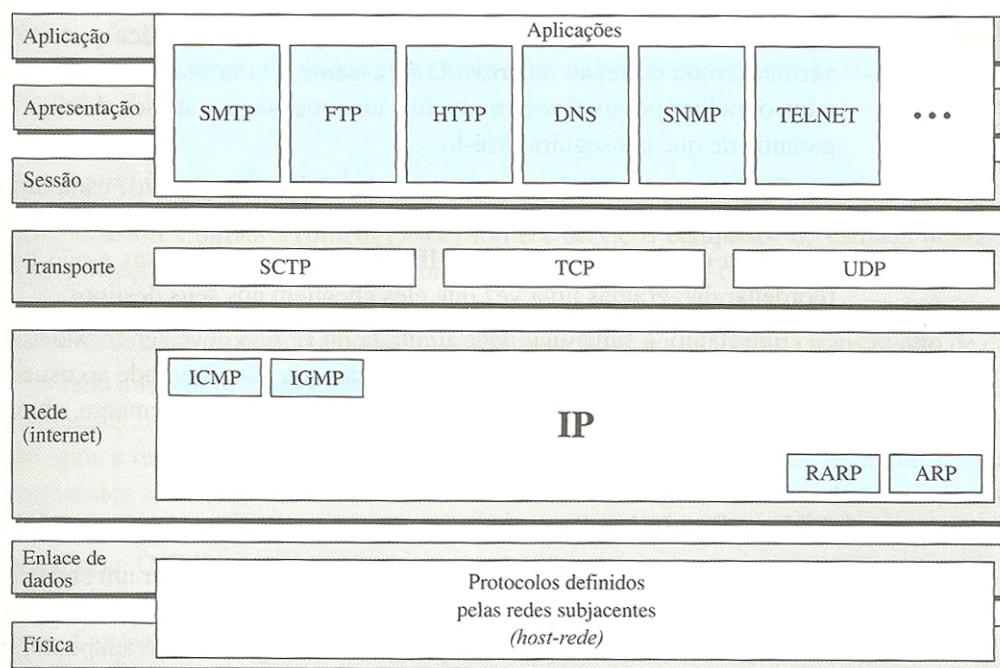 Aplicação
Aplicações
Apresentação
SMTP FTP HTTP DNS SNMP TELNET ...
Sessão
Transporte
SCTP TCP UDP
ICMP IGMP
Rede
(internet)
IP
RARP ARP
Enlace de
dados
Protocolos definidos
pelas redes subjacentes
(host-rede)
Física